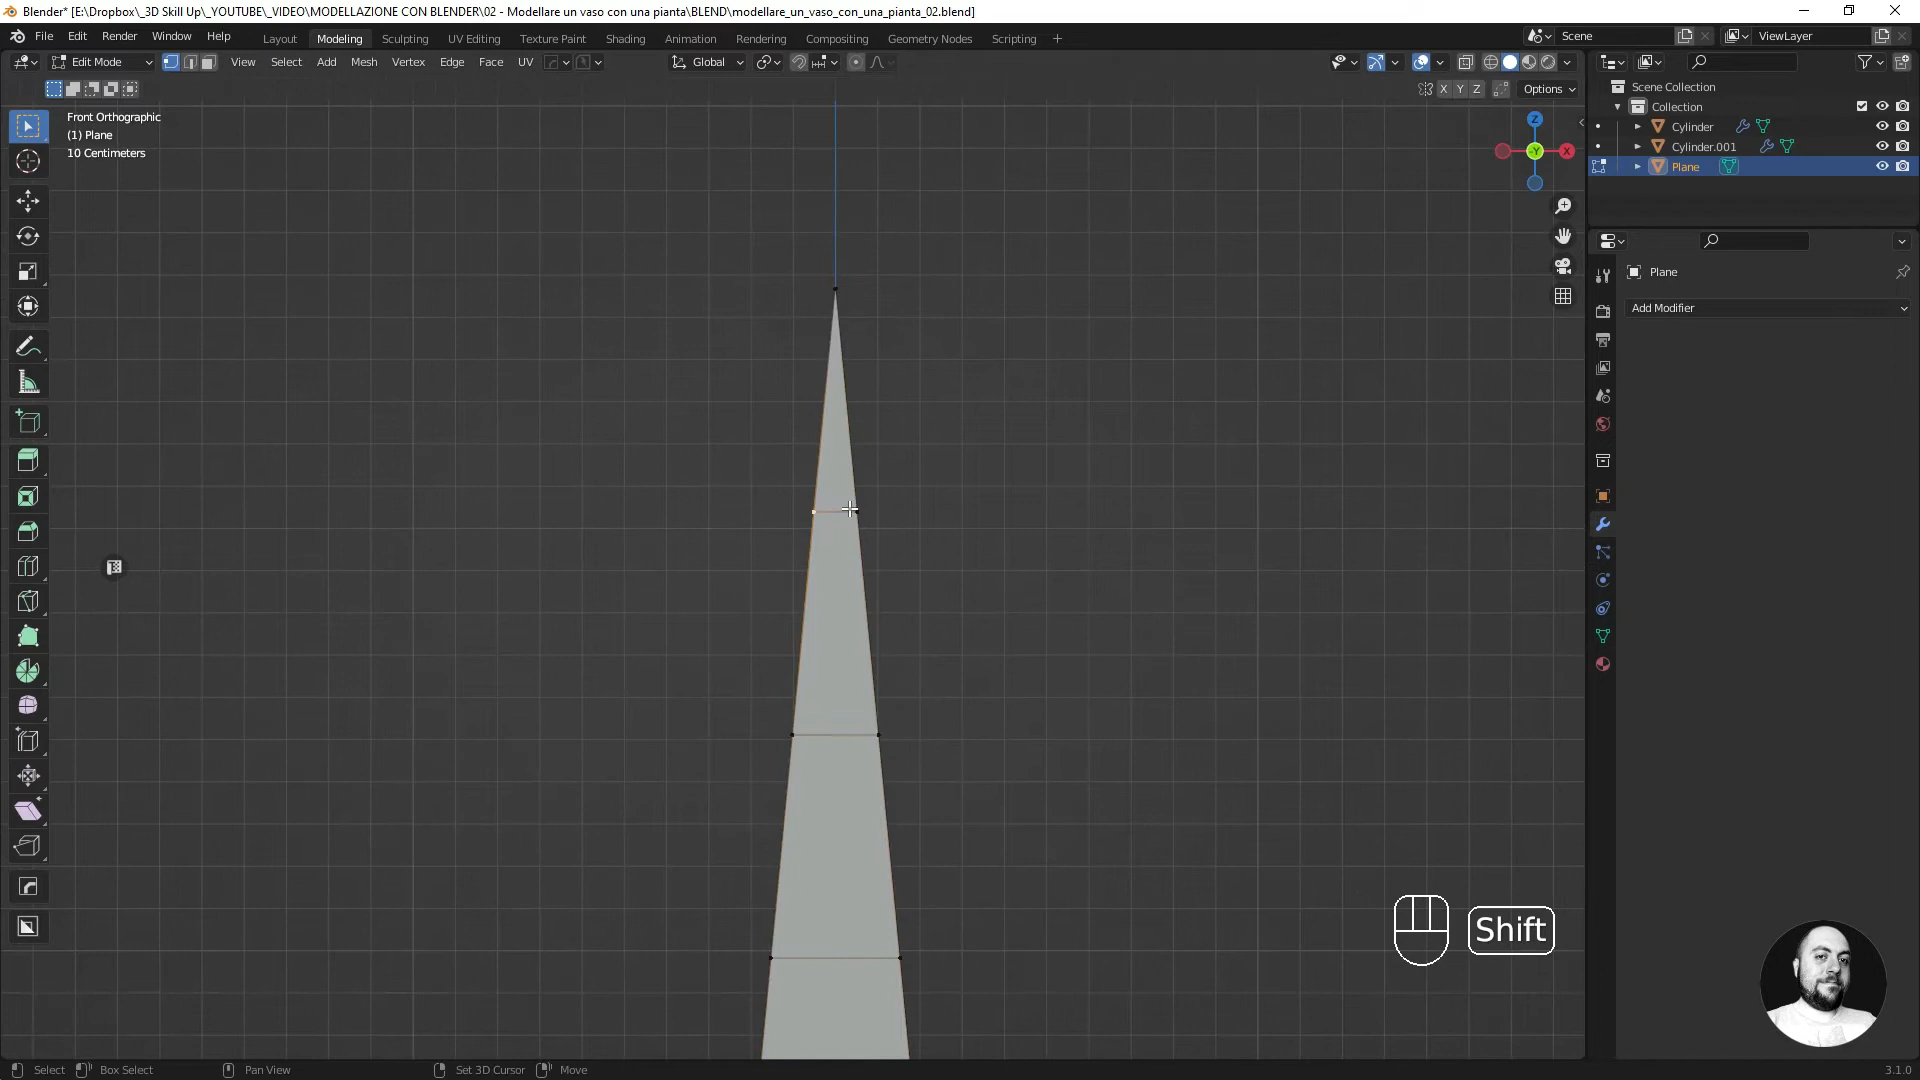 Blender* [E:\Dropbox\_3D Skill Up\_YOUTUBE\_VIDEO\MODELLAZIONE CON BLENDER\02 - Modellare un vaso con una pianta\BLEND\modellare_un_vaso_con_una_pianta_02.blend]
File Edit Render Window Help Layout Modeling Sculpting UV Editing Texture Paint Shading Animation Rendering Compositing Geometry Nodes Scripting + Scene ViewLayer
Edit Mode View Select Add Mesh Vertex Edge Face UV Global
X Y Z Options
Scene Collection
Collection
Cylinder
Cylinder.001
Plane
Front Orthographic
(1) Plane
10 Centimeters
Z
-Y
X
Plane
Add Modifier
Shift
Select Box Select Pan View Set 3D Cursor Move 3.1.0